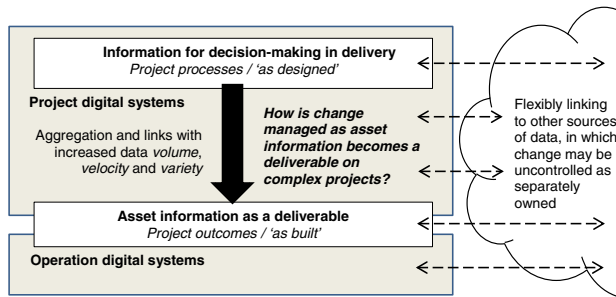 Information for decision-making in delivery
Project processes / ‘as designed’
Project digital systems
Aggregation and links with
increased data volume,
velocity and variety
How is change
managed as asset
information becomes a
deliverable on
complex projects?
Flexibly linking
to other sources
of data, in which
change may be
uncontrolled as
separately
owned
Asset information as a deliverable
Project outcomes / ‘as built’
Operation digital systems